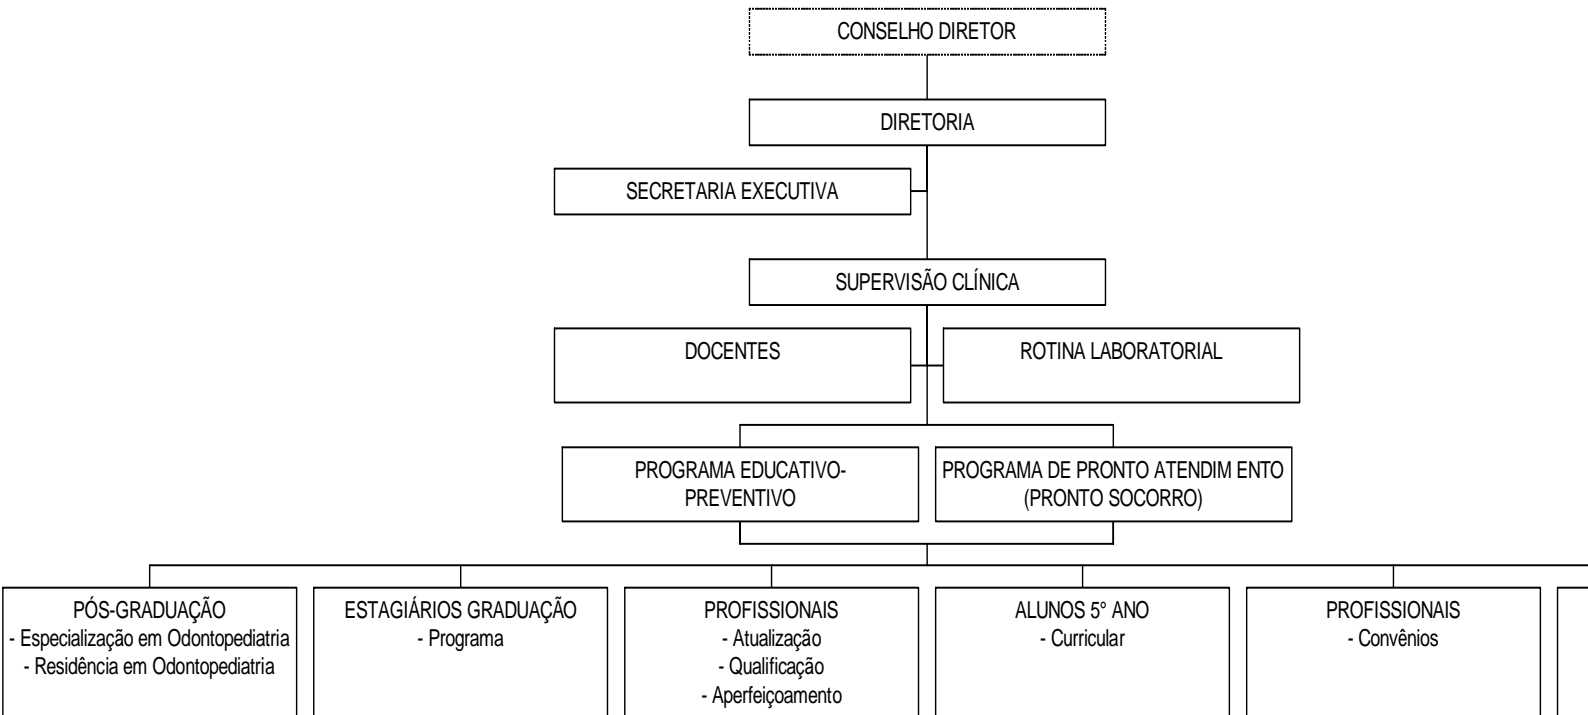 CONSELHO DIRETOR
DIRETORIA
SECRETARIA EXECUTIVA
SUPERVISÃO CLÍNICA
DOCENTES
ROTINA LABORATORIAL
PROGRAMA EDUCATIVO-
PREVENTIVO
PROGRAMA DE PRONTO ATENDIM ENTO
(PRONTO SOCORRO)
PÓS-GRADUAÇÃO
- Especialização em Odontopediatria
- Residência em Odontopediatria
ESTAGIÁRIOS GRADUAÇÃO
- Programa
PROFISSIONAIS
- Atualização
- Qualificação
- Aperfeiçoamento
ALUNOS 5° ANO
- Curricular
PROFISSIONAIS
- Convênios